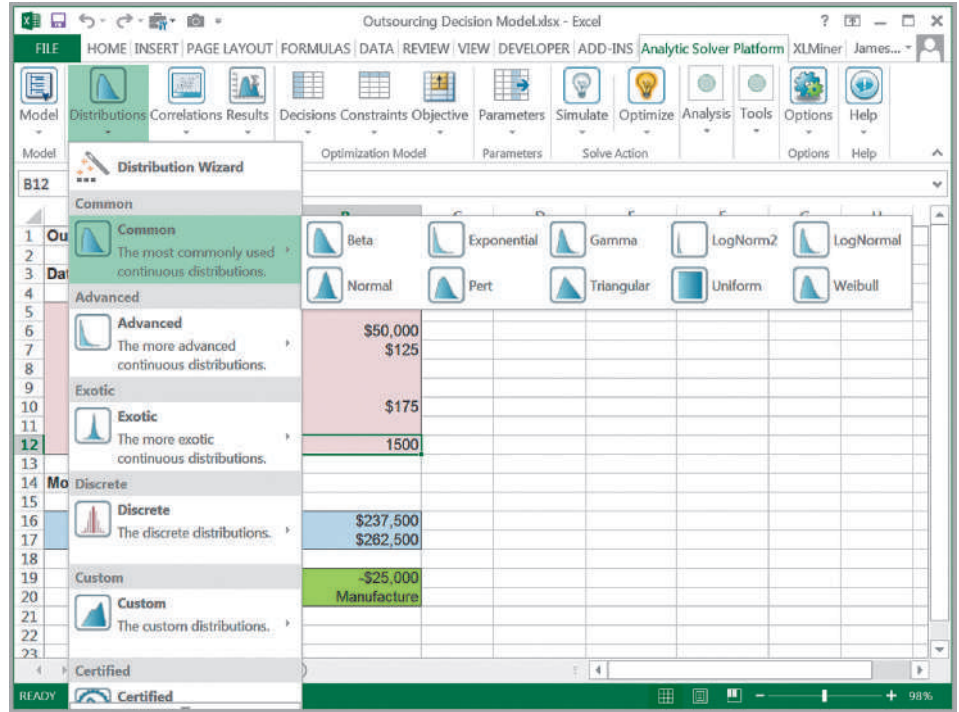 Outsourcing Decision Model.xlsx - Excel
FILE HOME INSERT PAGE LAYOUT FORMULAS DATA REVIEW VIEW DEVELOPER ADD-INS Analytic Solver Platform XLMiner James...
Model Distributions Correlations Results Decisions Constraints Objective Parameters Simulate Optimize Analysis Tools Options Help
Model Optimization Model Parameters Solve Action Options Help
B12
Distribution Wizard
Common
Common
The most commonly used
continuous distributions.
Beta Exponential Gamma LogNorm2 LogNormal
Normal Pert Triangular Uniform Weibull
Advanced
Advanced
The more advanced
continuous distributions.
Exotic
Exotic
The more exotic
continuous distributions.
Discrete
Discrete
The discrete distributions.
Custom
Custom
The custom distributions.
Certified
Certified
1 Ou
2
3 Da
4
5
6 $50,000
7 $125
8
9
10 $175
11
12 1500
13
14 Mo
15
16 $237,500
17 $262,500
18
19 -$25,000
20 Manufacture
21
22
23
READY 98%